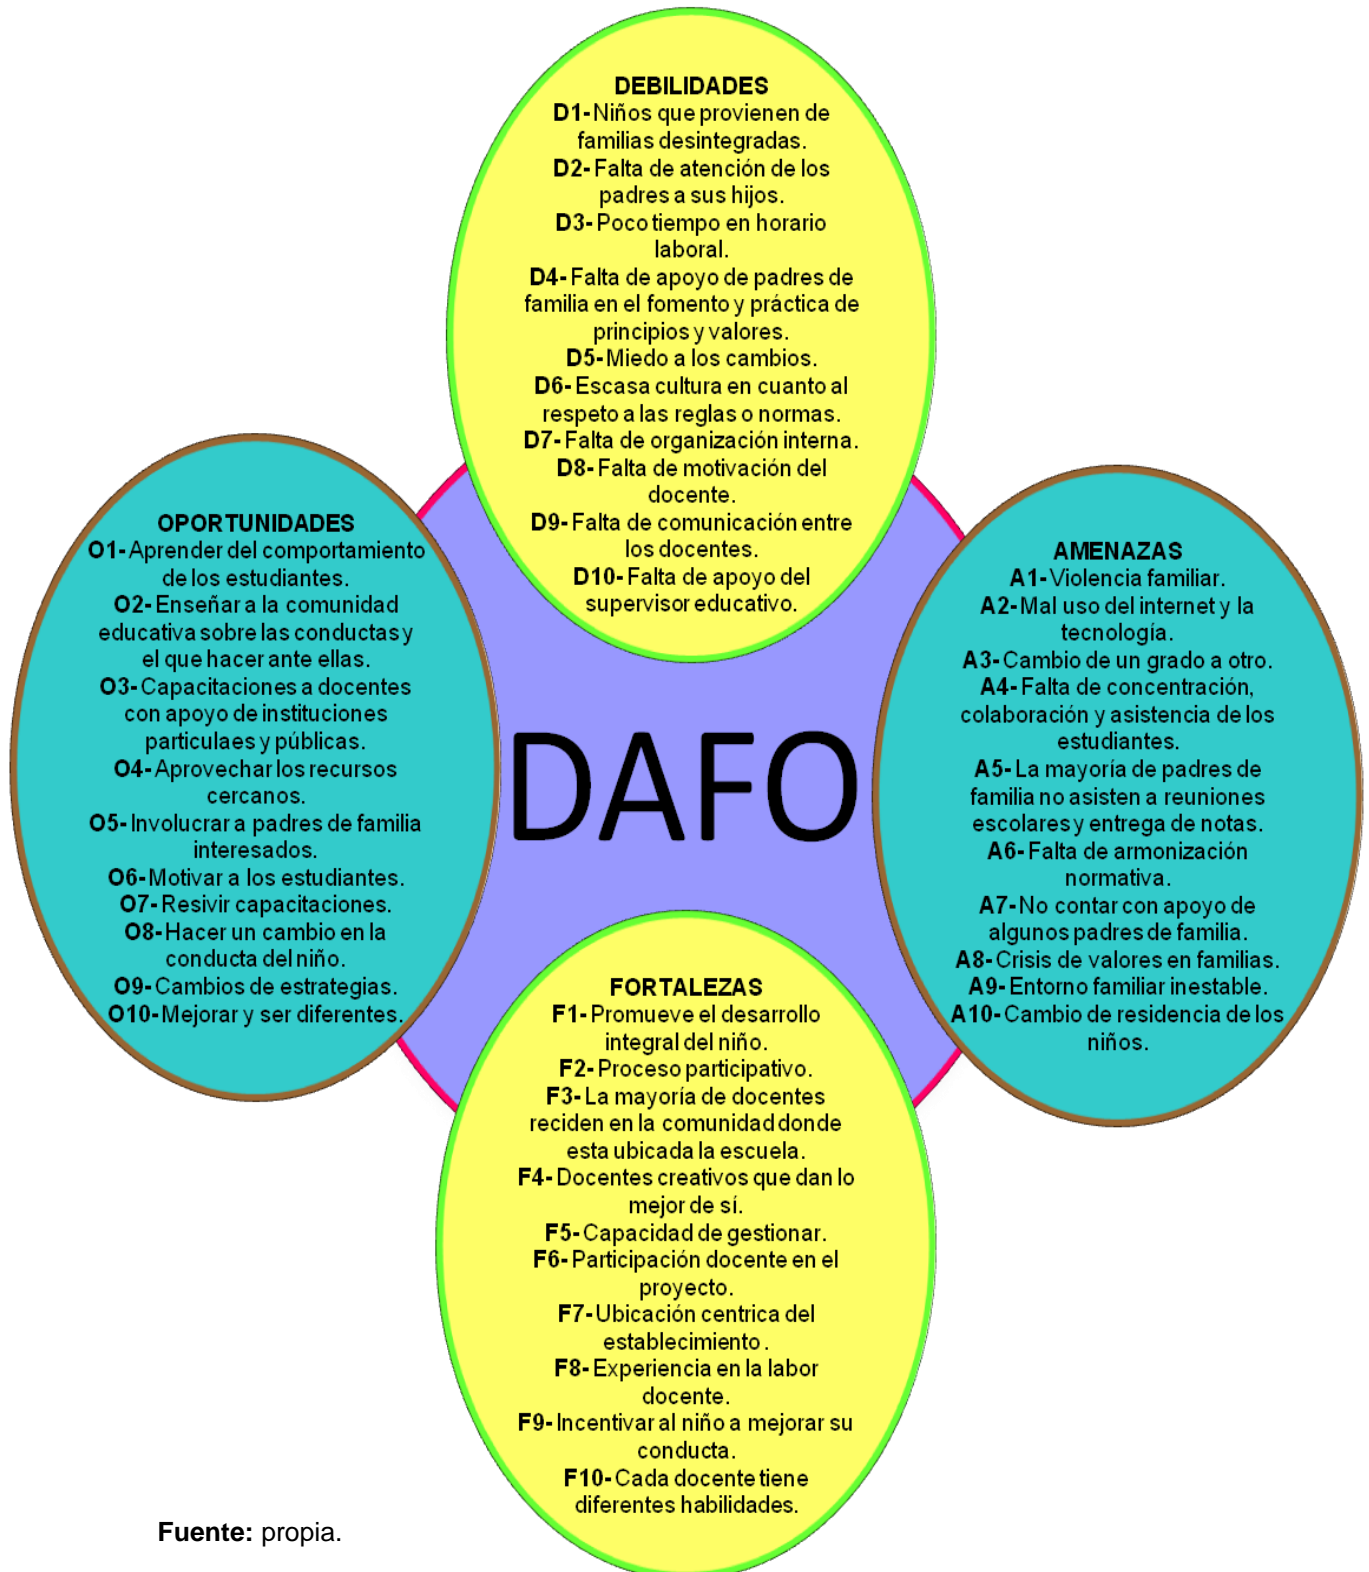 DEBILIDADES
D1- Niños que provienen de
familias desintegradas.
D2- Falta de atención de los
padres a sus hijos.
D3- Poco tiempo en horario
laboral.
D4- Falta de apoyo de padres de
familia en el fomento y práctica de
principios y valores.
D5- Miedo a los cambios.
D6- Escasa cultura en cuanto al
respeto a las reglas o normas.
D7- Falta de organización interna.
D8- Falta de motivación del
docente.
D9- Falta de comunicación entre
los docentes.
D10- Falta de apoyo del
supervisor educativo.
OPORTUNIDADES
O1- Aprender del comportamiento
de los estudiantes.
O2- Enseñar a la comunidad
educativa sobre las conductas y
el que hacer ante ellas.
O3- Capacitaciones a docentes
con apoyo de instituciones
particulaes y públicas.
O4- Aprovechar los recursos
cercanos.
O5- Involucrar a padres de familia
interesados.
O6- Motivar a los estudiantes.
O7- Resivir capacitaciones.
O8- Hacer un cambio en la
conducta del niño.
O9- Cambios de estrategias.
O10- Mejorar y ser diferentes.
DAFO
AMENAZAS
A1- Violencia familiar.
A2- Mal uso del internet y la
tecnología.
A3- Cambio de un grado a otro.
A4- Falta de concentración,
colaboración y asistencia de los
estudiantes.
A5- La mayoría de padres de
familia no asisten a reuniones
escolares y entrega de notas.
A6- Falta de armonización
normativa.
A7- No contar con apoyo de
algunos padres de familia.
A8- Crisis de valores en familias.
A9- Entorno familiar inestable.
A10- Cambio de residencia de los
niños.
FORTALEZAS
F1- Promueve el desarrollo
integral del niño.
F2- Proceso participativo.
F3- La mayoría de docentes
reciden en la comunidad donde
esta ubicada la escuela.
F4- Docentes creativos que dan lo
mejor de sí.
F5- Capacidad de gestionar.
F6- Participación docente en el
proyecto.
F7- Ubicación centrica del
establecimiento.
F8- Experiencia en la labor
docente.
F9- Incentivar al niño a mejorar su
conducta.
F10- Cada docente tiene
diferentes habilidades.
Fuente: propia.